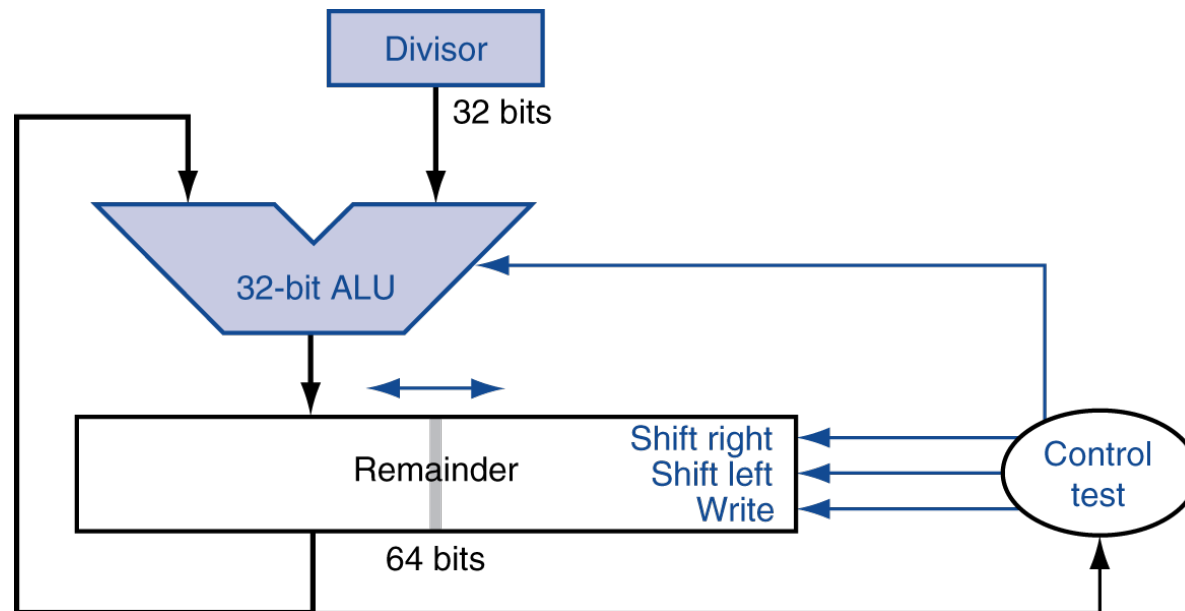 Divisor
32 bits
32-bit ALU
Remainder
Shift right
Shift left
Write
64 bits
Control
test